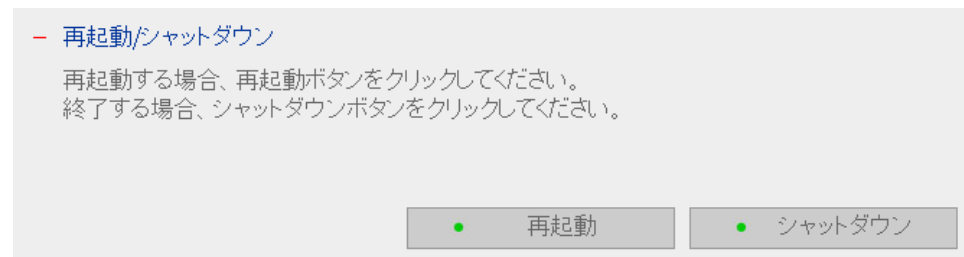 再起動/シャットダウン
再起動する場合、再起動ボタンをクリックしてください。
終了する場合、シャットダウンボタンをクリックしてください。
再起動
シャットダウン